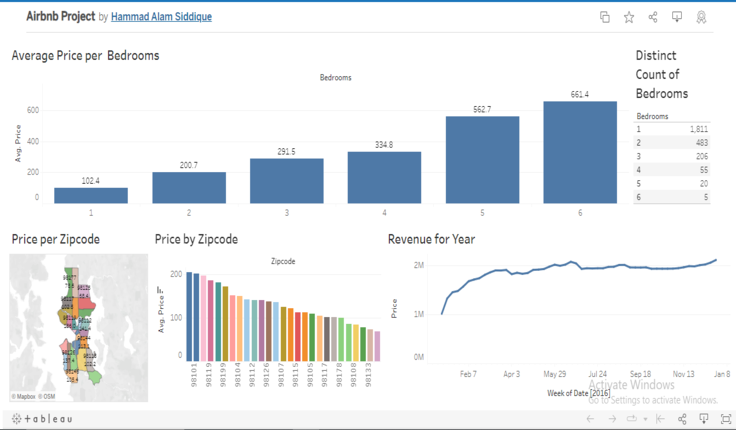 Airbnb Project by Hammad Alam Siddique
Average Price per Bedrooms
Bedrooms
Avg. Price
600
400
200
0
102.4
200.7
291.5
334.8
562.7
661.4
1 2 3 4 5 6
Distinct
Count of
Bedrooms
Bedrooms
1 1,811
2 483
3 206
4 55
5 20
6 5
Price per Zipcode
© Mapbox © OSM
Price by Zipcode
Zipcode
Avg. Price
200
100
0
98101 98119 98199 98104 98112 98126 98107 98115 98105 98117 98178 98108 98133
Revenue for Year
Price
2M
1M
0M
Feb 7 Apr 3 May 29 Jul 24 Sep 18 Nov 13 Jan 8
Week of Date [2016]
Activate Windows
Go to Settings to activate Windows.
+ableau